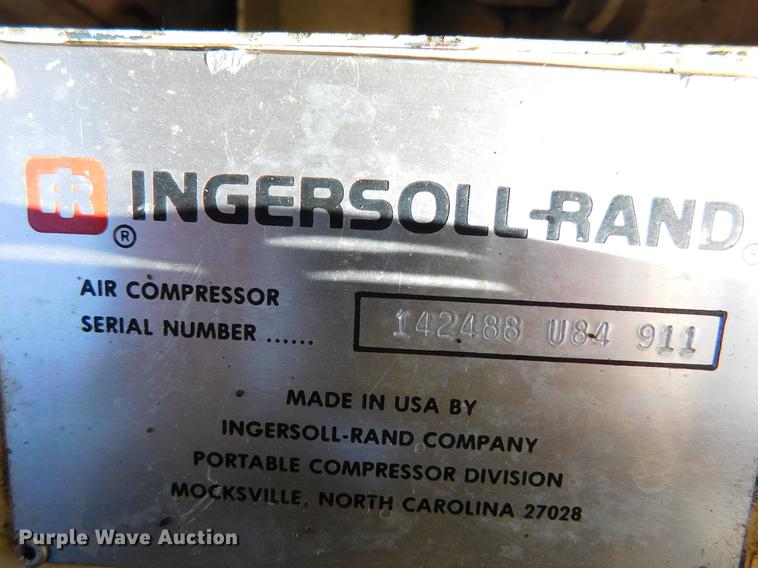 IR INGERSOLL-RAND
®
AIR COMPRESSOR
SERIAL NUMBER ...... 142488 U84 911
MADE IN USA BY
INGERSOLL-RAND COMPANY
PORTABLE COMPRESSOR DIVISION
MOCKSVILLE, NORTH CAROLINA 27028
Purple Wave Auction